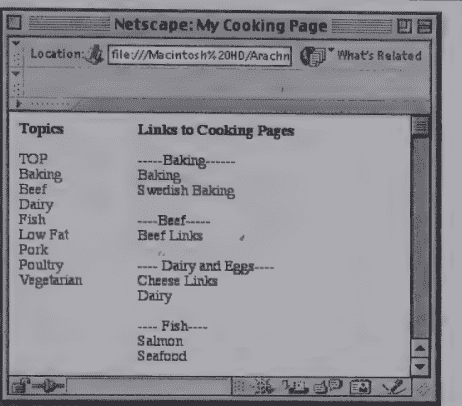 Netscape: My Cooking Page
Location: file:///Macintosh%20HD/Arachn What's Related
Topics
TOP
Baking
Beef
Dairy
Fish
Low Fat
Pork
Poultry
Vegetarian
Links to Cooking Pages
-----Baking------
Baking
Swedish Baking
----Beef-----
Beef Links
---- Dairy and Eggs----
Cheese Links
Dairy
---- Fish----
Salmon
Seafood